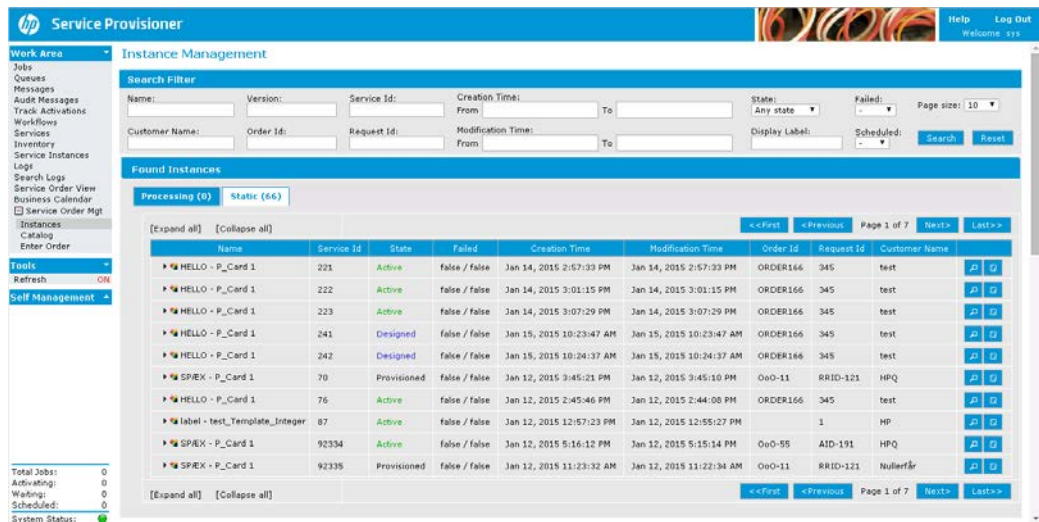 hp Service Provisioner
Help Log Out
Welcome sys
Work Area
Jobs
Queues
Messages
Audit Messages
Track Activations
Workflows
Services
Inventory
Service Instances
Logs
Search Logs
Service Order View
Business Calendar
Service Order Mgt
Instances
Catalog
Enter Order
Tools
Refresh ON
Self Management
Total Jobs: 0
Activating: 0
Waiting: 0
Scheduled: 0
System Status:
Instance Management
Search Filter
Name: Version: Service Id: Creation Time: From To State: Any state Failed: - Page size: 10
Customer Name: Order Id: Request Id: Modification Time: From To Display Label: Scheduled: - Search Reset
Found Instances
Processing (0) Static (66)
[Expand all] [Collapse all] <<First <Previous Page 1 of 7 Next> Last>>
Name Service Id State Failed Creation Time Modification Time Order Id Request Id Customer Name
HELLO - P_Card 1 221 Active false / false Jan 14, 2015 2:57:33 PM Jan 14, 2015 2:57:33 PM ORDER166 345 test
HELLO - P_Card 1 222 Active false / false Jan 14, 2015 3:01:15 PM Jan 14, 2015 3:01:15 PM ORDER166 345 test
HELLO - P_Card 1 223 Active false / false Jan 14, 2015 3:07:29 PM Jan 14, 2015 3:07:29 PM ORDER166 345 test
HELLO - P_Card 1 241 Designed false / false Jan 15, 2015 10:23:47 AM Jan 15, 2015 10:23:47 AM ORDER166 345 test
HELLO - P_Card 1 242 Designed false / false Jan 15, 2015 10:24:37 AM Jan 15, 2015 10:24:37 AM ORDER166 345 test
SPÆX - P_Card 1 70 Provisioned false / false Jan 12, 2015 3:45:21 PM Jan 12, 2015 3:45:10 PM OoO-11 RRID-121 HPQ
HELLO - P_Card 1 76 Active false / false Jan 12, 2015 2:45:46 PM Jan 12, 2015 2:44:08 PM ORDER166 345 test
label - test_Template_Integer 87 Active false / false Jan 12, 2015 12:57:23 PM Jan 12, 2015 12:55:27 PM 1 HP
SPÆX - P_Card 1 92334 Active false / false Jan 12, 2015 5:16:12 PM Jan 12, 2015 5:15:14 PM OoO-55 AID-191 HPQ
SPÆX - P_Card 1 92335 Provisioned false / false Jan 12, 2015 11:23:32 AM Jan 12, 2015 11:22:34 AM OoO-11 RRID-121 Nullerfår
[Expand all] [Collapse all] <<First <Previous Page 1 of 7 Next> Last>>